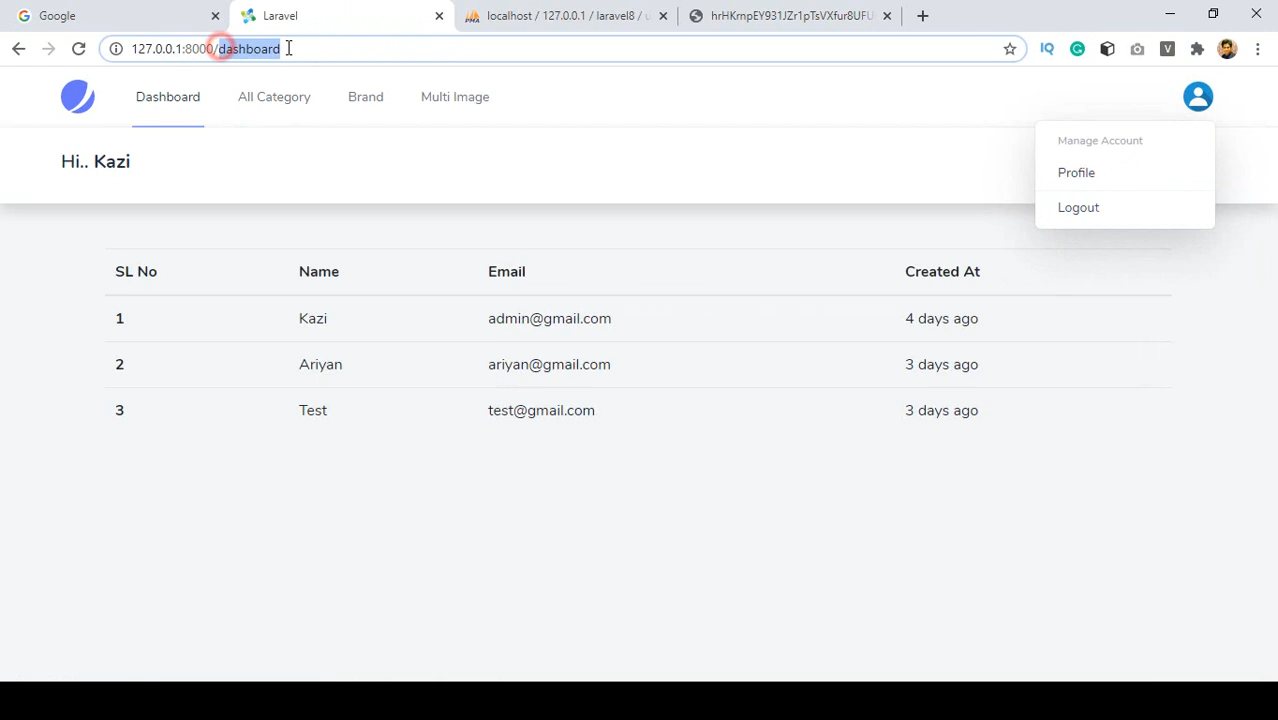 Google
Laravel
localhost / 127.0.0.1 / laravel8 / u
hrHKmpEY931JZr1pTsVXfur8UFU
127.0.0.1:8000/dashboard
Dashboard All Category Brand Multi Image
Hi.. Kazi
Manage Account
Profile
Logout
SL No Name Email Created At
1 Kazi admin@gmail.com 4 days ago
2 Ariyan ariyan@gmail.com 3 days ago
3 Test test@gmail.com 3 days ago